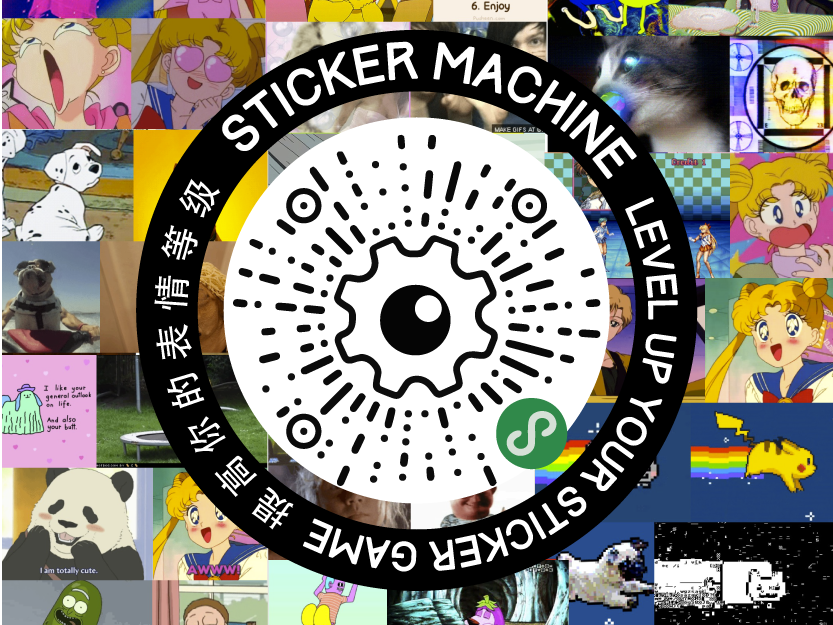 6. Enjoy
STICKER MACHINE
MAKE GIFS AT G
LEVEL UP YOUR STICKER GAME
提高你的表情等级
I like your
general outlook
on life.
And also
your butt.
I am totally cute.
AWWW!